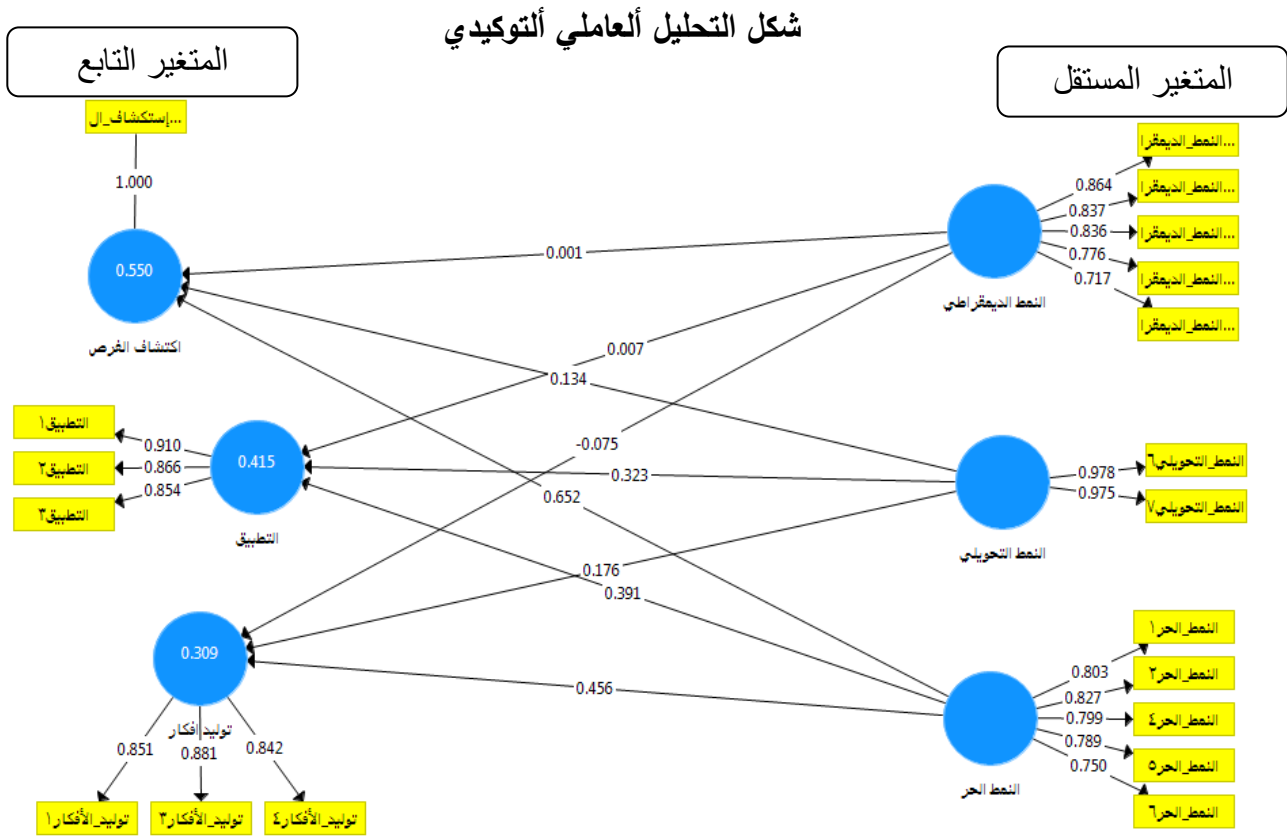 شكل التحليل ألعاملي ألتوكيدي
المتغير المستقل
المتغير التابع
إستكشاف_ال...
1.000
0.550
اكتشاف الفرص
التطبيق١
التطبيق٢
التطبيق٣
0.910
0.866
0.854
0.415
التطبيق
0.309
توليد افكار
0.851
0.881
0.842
توليد_الأفكار١
توليد_الأفكار٣
توليد_الأفكار٤
0.001
0.007
0.134
-0.075
0.323
0.652
0.176
0.391
0.456
النمط الديمقراطي
0.864
0.837
0.836
0.776
0.717
النمط_الديمقرا...
النمط_الديمقرا...
النمط_الديمقرا...
النمط_الديمقرا...
النمط_الديمقرا...
النمط التحويلي
0.978
0.975
النمط_التحويلي٦
النمط_التحويلي٧
النمط الحر
0.803
0.827
0.799
0.789
0.750
النمط_الحر١
النمط_الحر٢
النمط_الحر٤
النمط_الحر٥
النمط_الحر٦